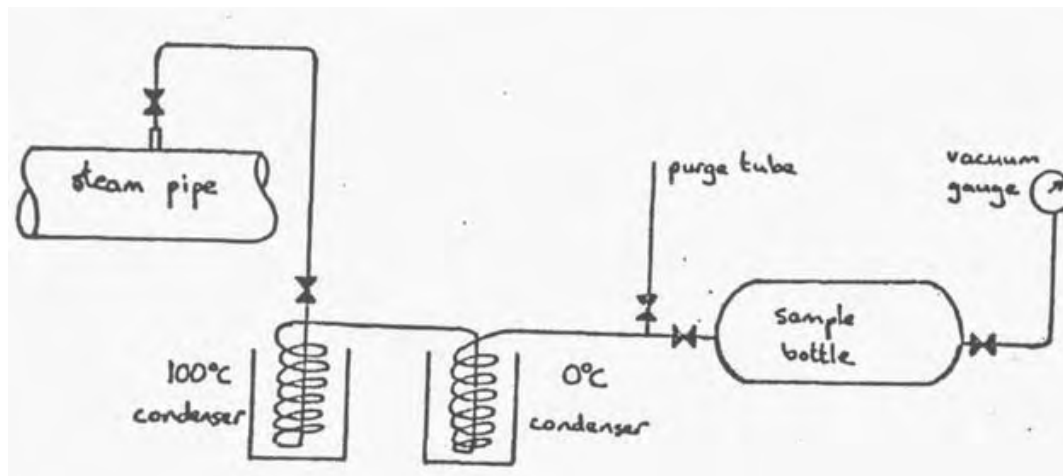 steam pipe
purge tube
vacuum
gauge
sample
bottle
100°C
condenser
0°C
condenser